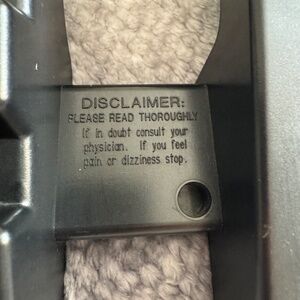 DISCLAIMER:
PLEASE READ THOROUGHLY
If in doubt consult your
physician. If you feel
pain or dizziness stop.